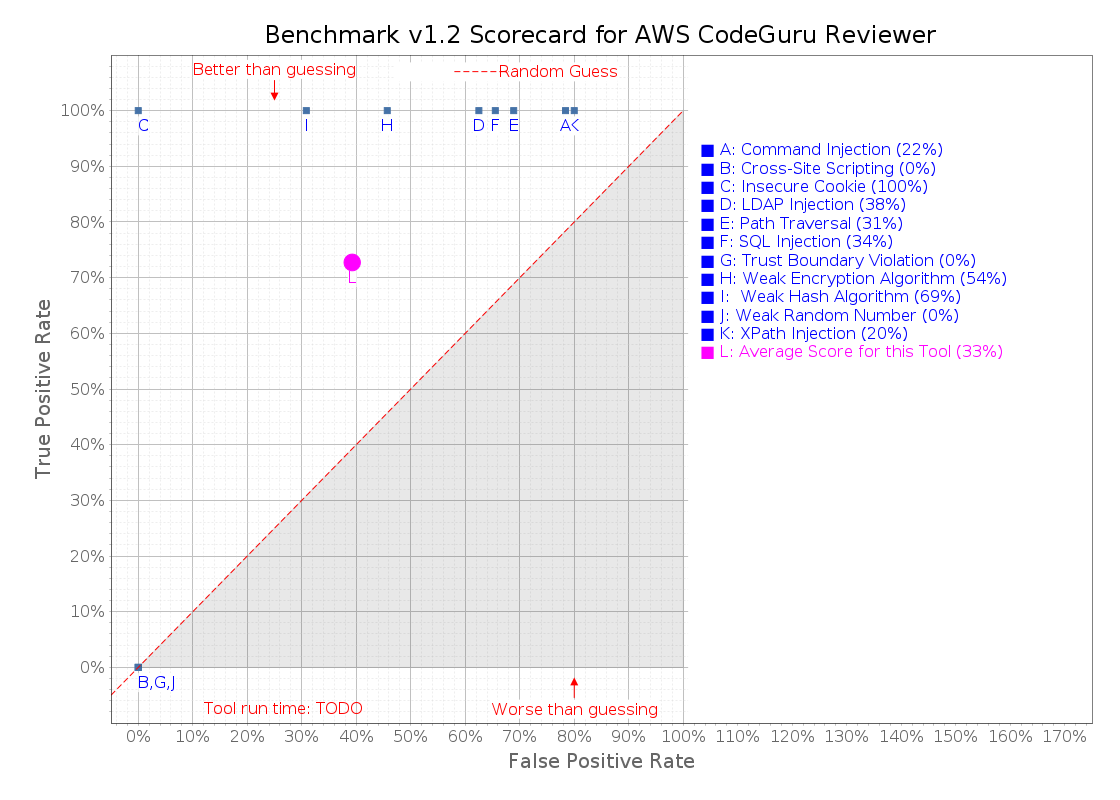 Benchmark v1.2 Scorecard for AWS CodeGuru Reviewer
Better than guessing
Random Guess
100%
90%
80%
70%
60%
50%
40%
30%
20%
10%
0%
True Positive Rate
C
I
H
D
F
E
A
K
L
B,G,J
A: Command Injection (22%)
B: Cross-Site Scripting (0%)
C: Insecure Cookie (100%)
D: LDAP Injection (38%)
E: Path Traversal (31%)
F: SQL Injection (34%)
G: Trust Boundary Violation (0%)
H: Weak Encryption Algorithm (54%)
I:  Weak Hash Algorithm (69%)
J: Weak Random Number (0%)
K: XPath Injection (20%)
L: Average Score for this Tool (33%)
Tool run time: TODO
Worse than guessing
0% 10% 20% 30% 40% 50% 60% 70% 80% 90% 100% 110% 120% 130% 140% 150% 160% 170%
False Positive Rate